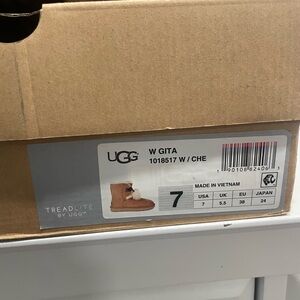 UGG
W GITA
1018517 W / CHE
7
MADE IN VIETNAM
USA UK EU JAPAN
7 5.5 38 24
TREADLITE
BY UGG™